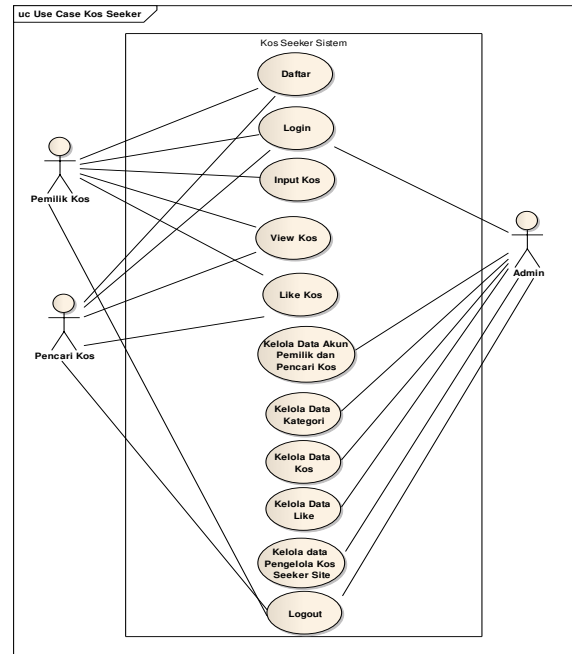 uc Use Case Kos Seeker
Kos Seeker Sistem
Daftar
Login
Input Kos
Pemilik Kos
View Kos
Admin
Like Kos
Pencari Kos
Kelola Data Akun
Pemilik dan
Pencari Kos
Kelola Data
Kategori
Kelola Data
Kos
Kelola Data
Like
Kelola data
Pengelola Kos
Seeker Site
Logout